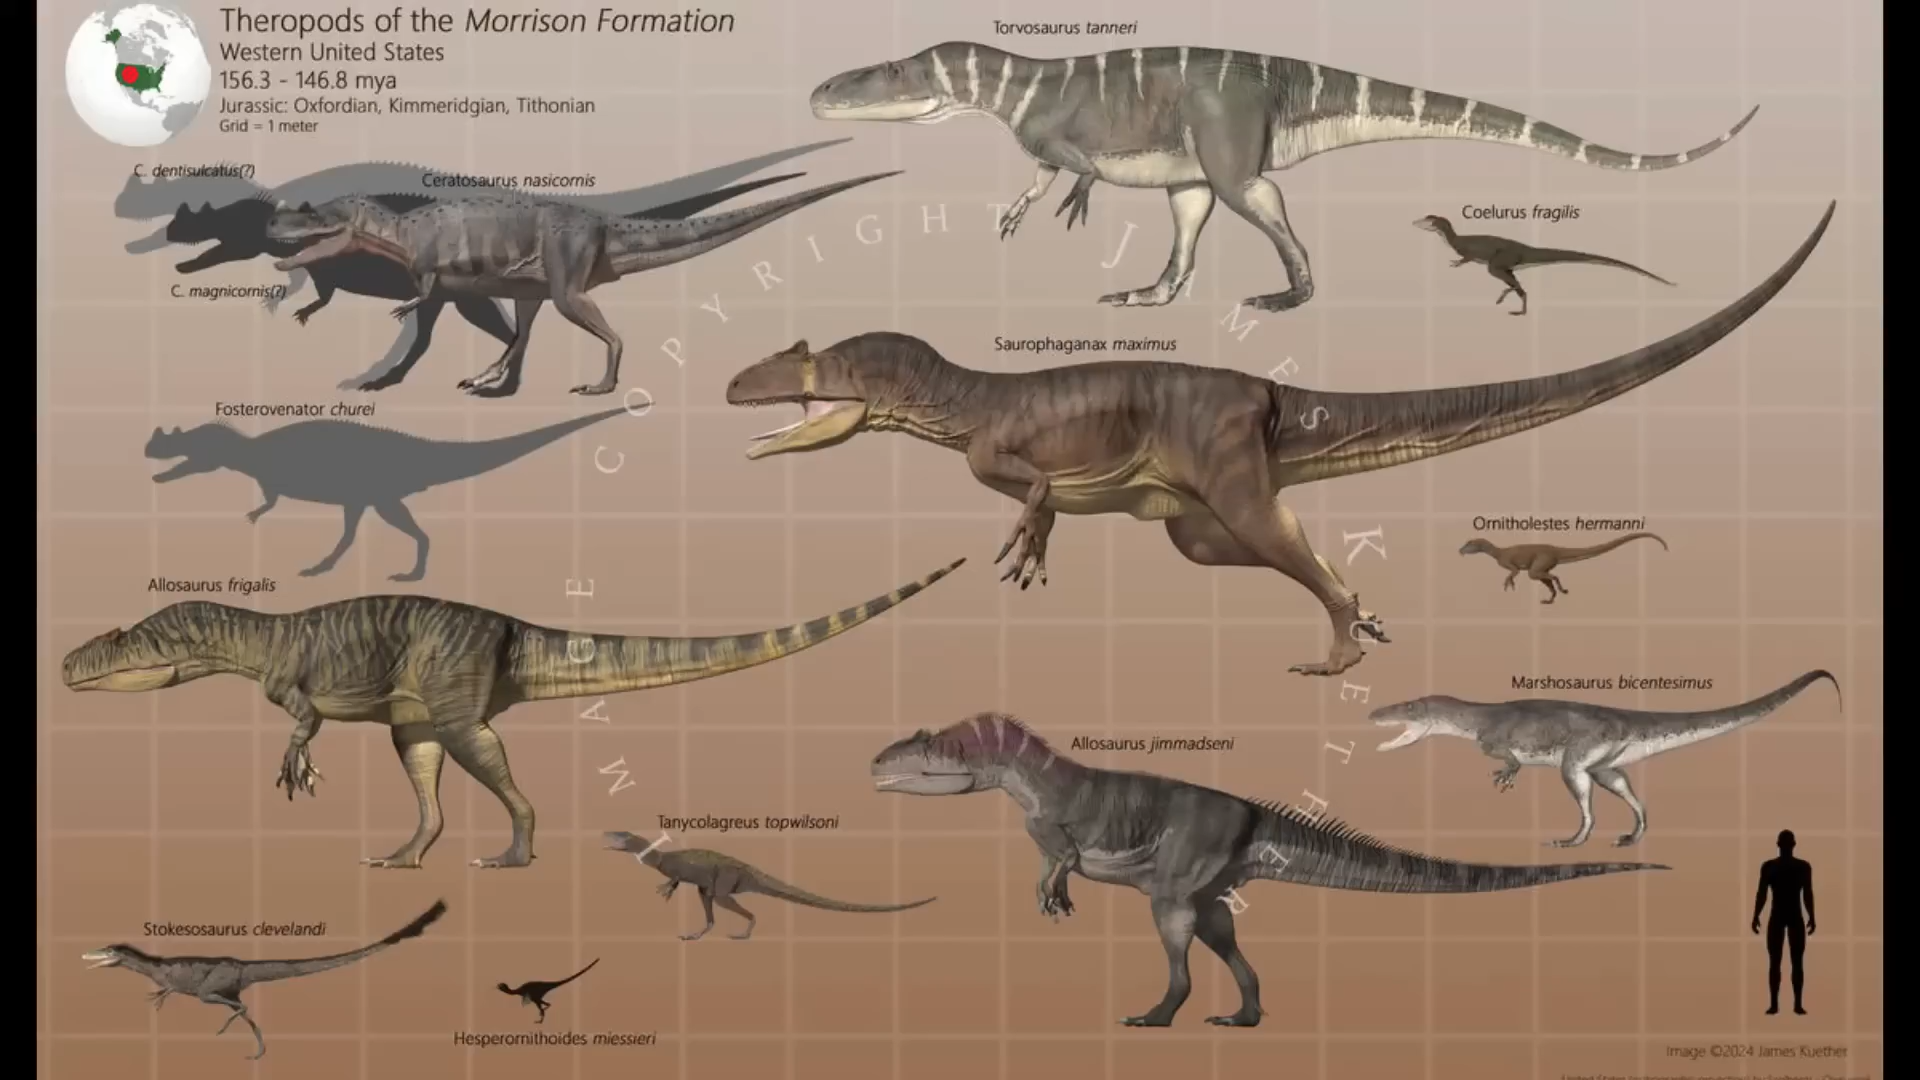 Theropods of the Morrison Formation
Western United States
156.3 - 146.8 mya
Jurassic: Oxfordian, Kimmeridgian, Tithonian
Grid = 1 meter
Torvosaurus tanneri
C. dentisulcatus(?)
Ceratosaurus nasicornis
C. magnicornis(?)
Coelurus fragilis
Saurophaganax maximus
Fosterovenator churei
Ornitholestes hermanni
Allosaurus frigalis
Marshosaurus bicentesimus
Allosaurus jimmadseni
Tanycolagreus topwilsoni
Stokesosaurus clevelandi
Hesperornithoides miessieri
IMAGE COPYRIGHT JAMES KUETHER
Image ©2024 James Kuether